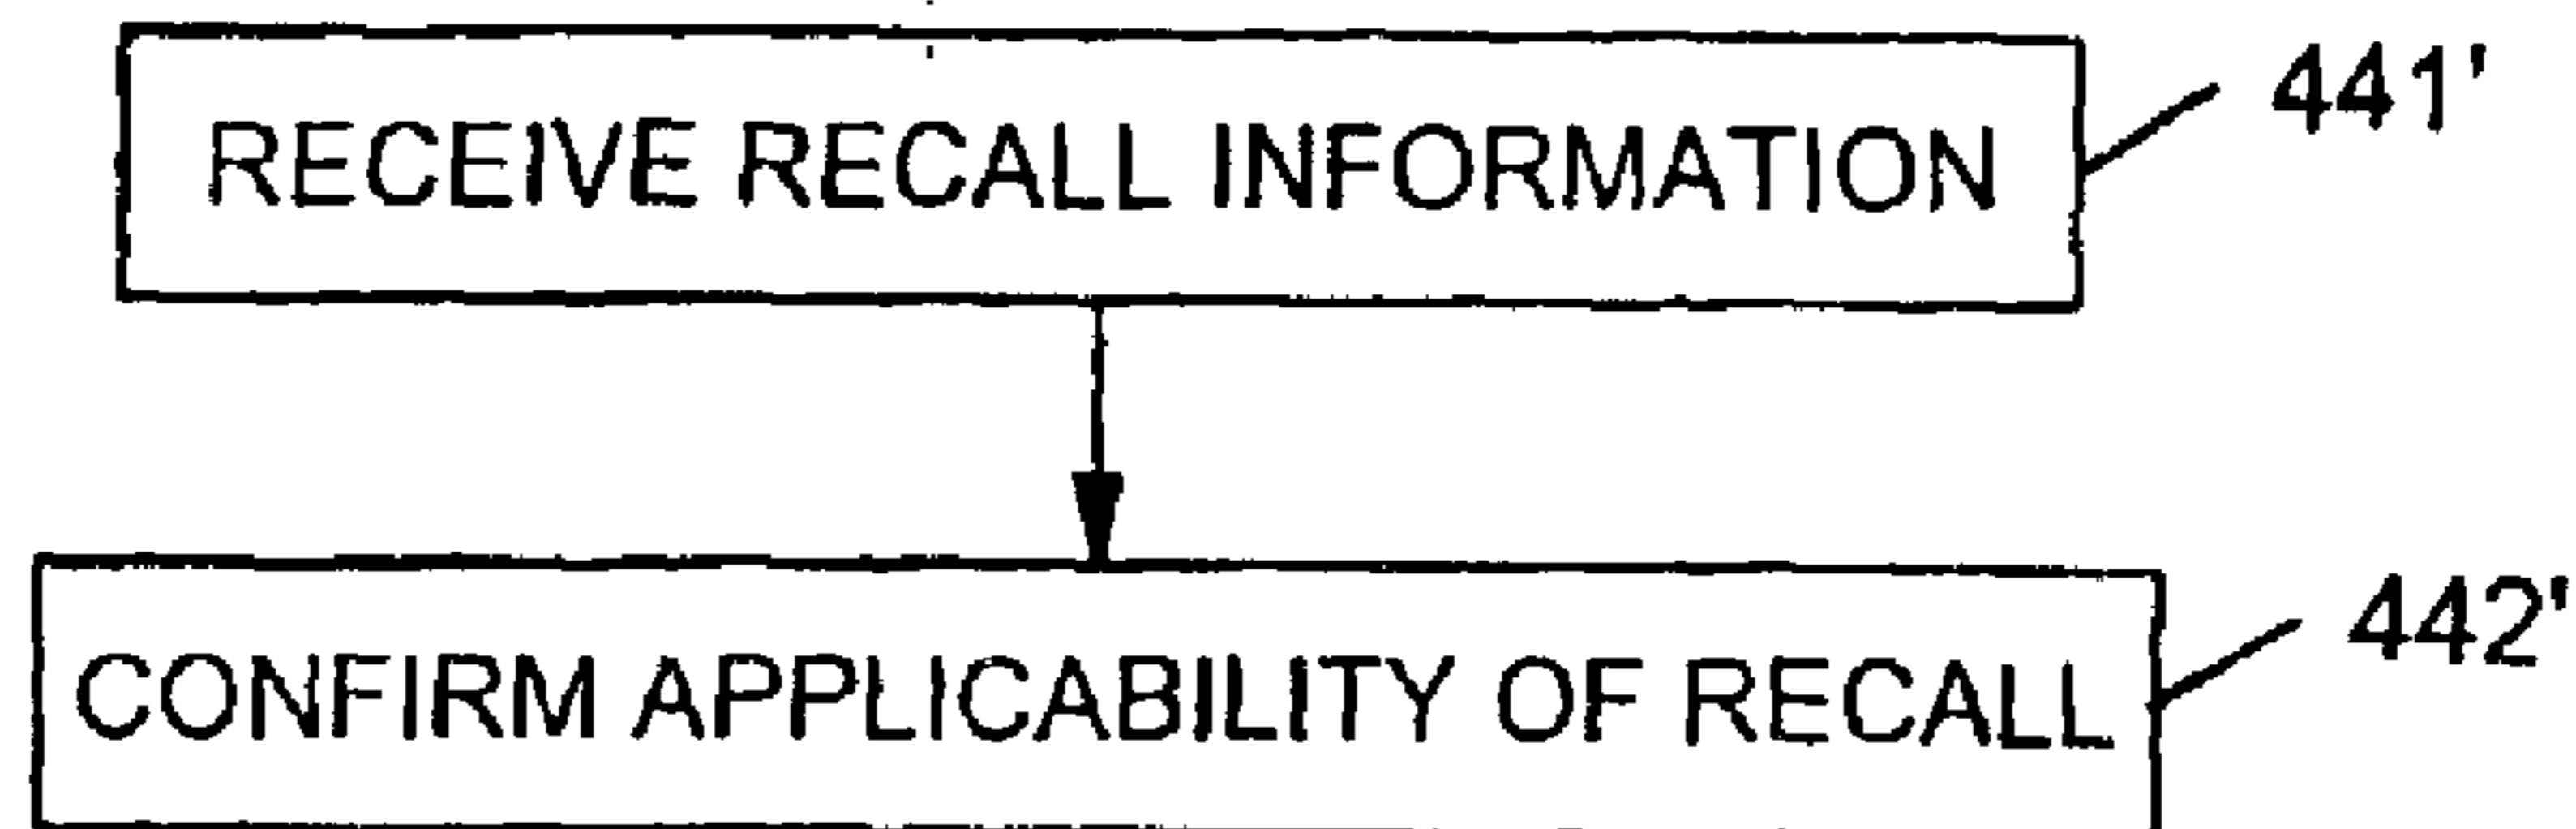 RECEIVE RECALL INFORMATION
441'
CONFIRM APPLICABILITY OF RECALL
442'